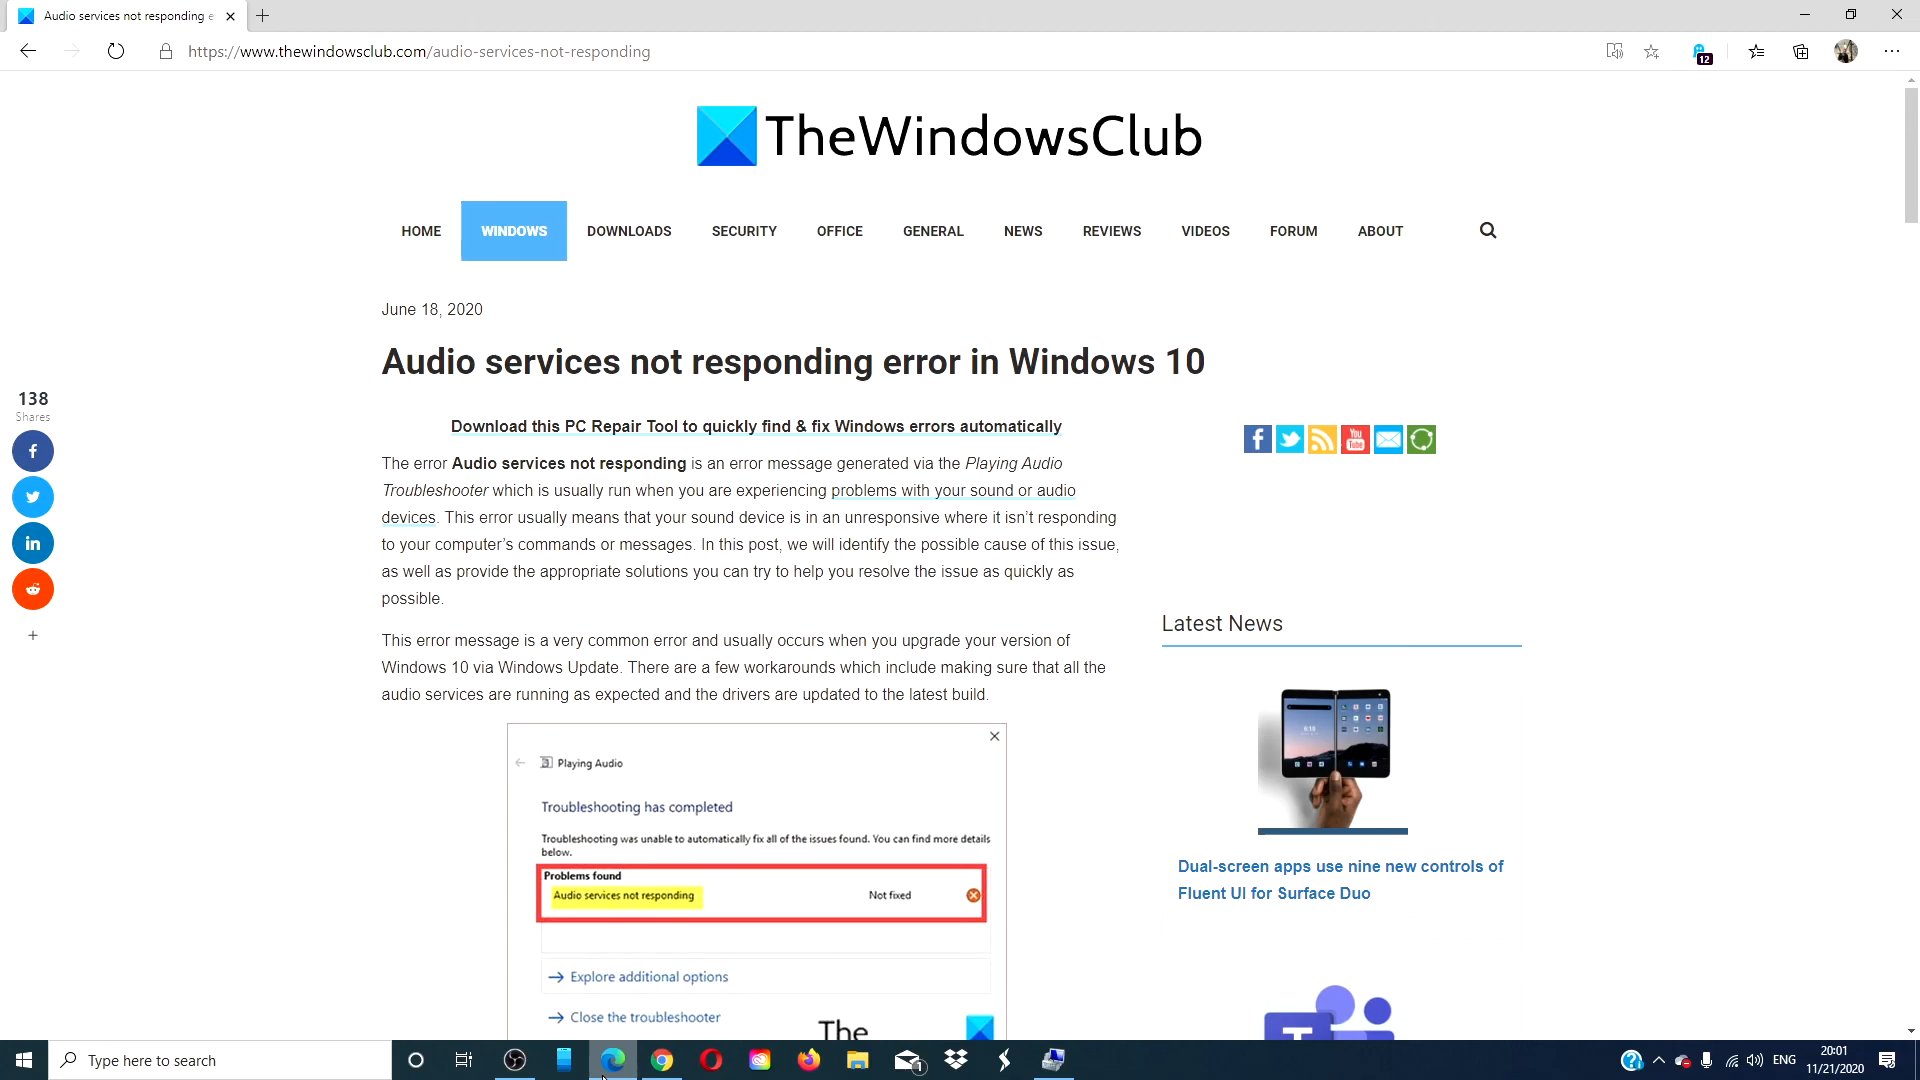 Audio services not responding e
https://www.thewindowsclub.com/audio-services-not-responding
12
TheWindowsClub
HOME WINDOWS DOWNLOADS SECURITY OFFICE GENERAL NEWS REVIEWS VIDEOS FORUM ABOUT
June 18, 2020
Audio services not responding error in Windows 10
138
Shares
Download this PC Repair Tool to quickly find & fix Windows errors automatically
The error Audio services not responding is an error message generated via the Playing Audio
Troubleshooter which is usually run when you are experiencing problems with your sound or audio
devices. This error usually means that your sound device is in an unresponsive where it isn’t responding
to your computer’s commands or messages. In this post, we will identify the possible cause of this issue,
as well as provide the appropriate solutions you can try to help you resolve the issue as quickly as
possible.
This error message is a very common error and usually occurs when you upgrade your version of
Windows 10 via Windows Update. There are a few workarounds which include making sure that all the
audio services are running as expected and the drivers are updated to the latest build.
You
Tube
Latest News
Dual-screen apps use nine new controls of
Fluent UI for Surface Duo
Playing Audio
Troubleshooting has completed
Troubleshooting was unable to automatically fix all of the issues found. You can find more details
below.
Problems found
Audio services not responding Not fixed
Explore additional options
Close the troubleshooter
The
Type here to search
1
ENG
20:01
11/21/2020